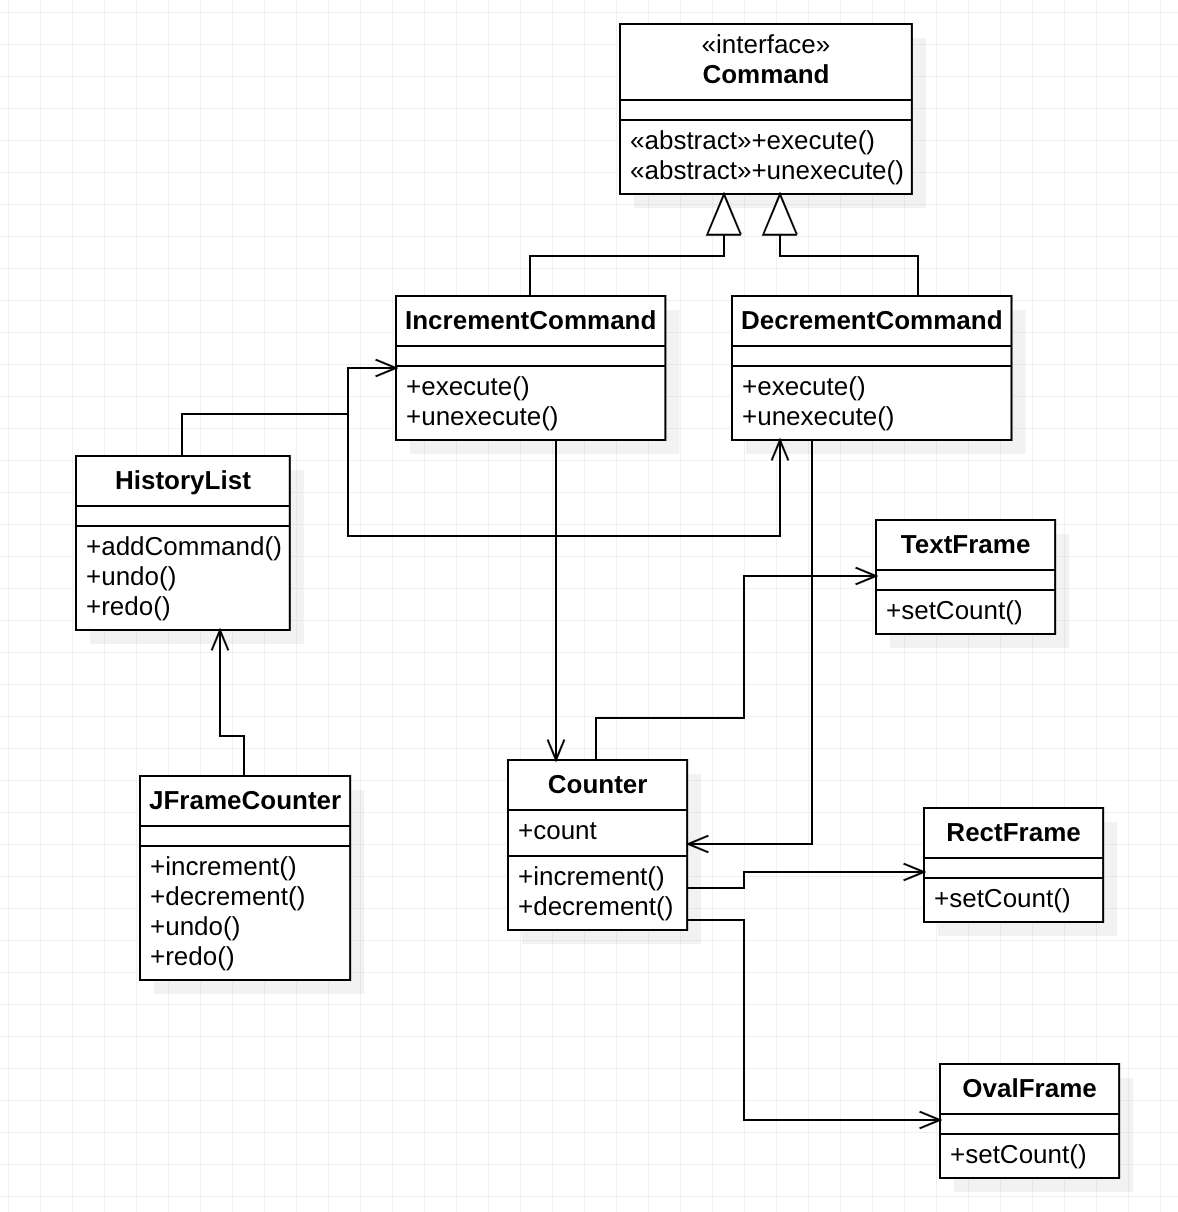 «interface»
Command
«abstract»+execute()
«abstract»+unexecute()
IncrementCommand
+execute()
+unexecute()
DecrementCommand
+execute()
+unexecute()
HistoryList
+addCommand()
+undo()
+redo()
TextFrame
+setCount()
JFrameCounter
+increment()
+decrement()
+undo()
+redo()
Counter
+count
+increment()
+decrement()
RectFrame
+setCount()
OvalFrame
+setCount()